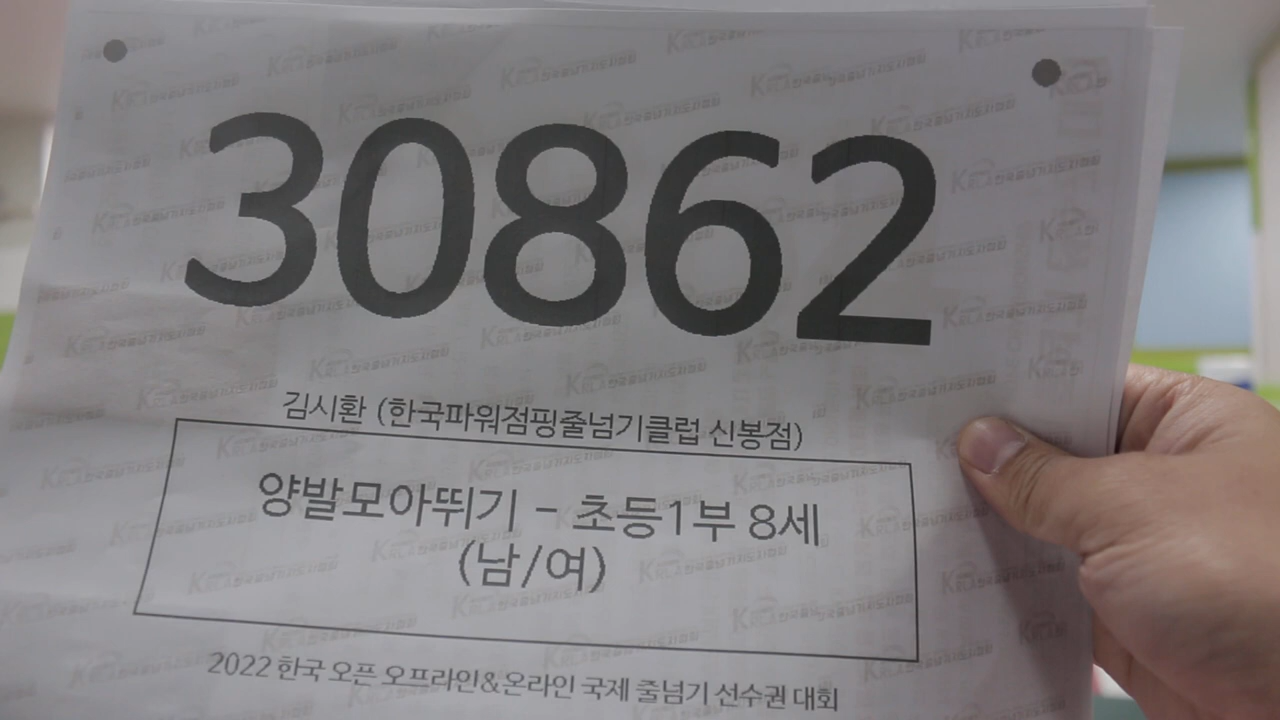 30862
김시환 (한국파워점핑줄넘기클럽 신봉점)
양발모아뛰기 - 초등1부 8세
(남/여)
2022 한국 오픈 오프라인&온라인 국제 줄넘기 선수권 대회